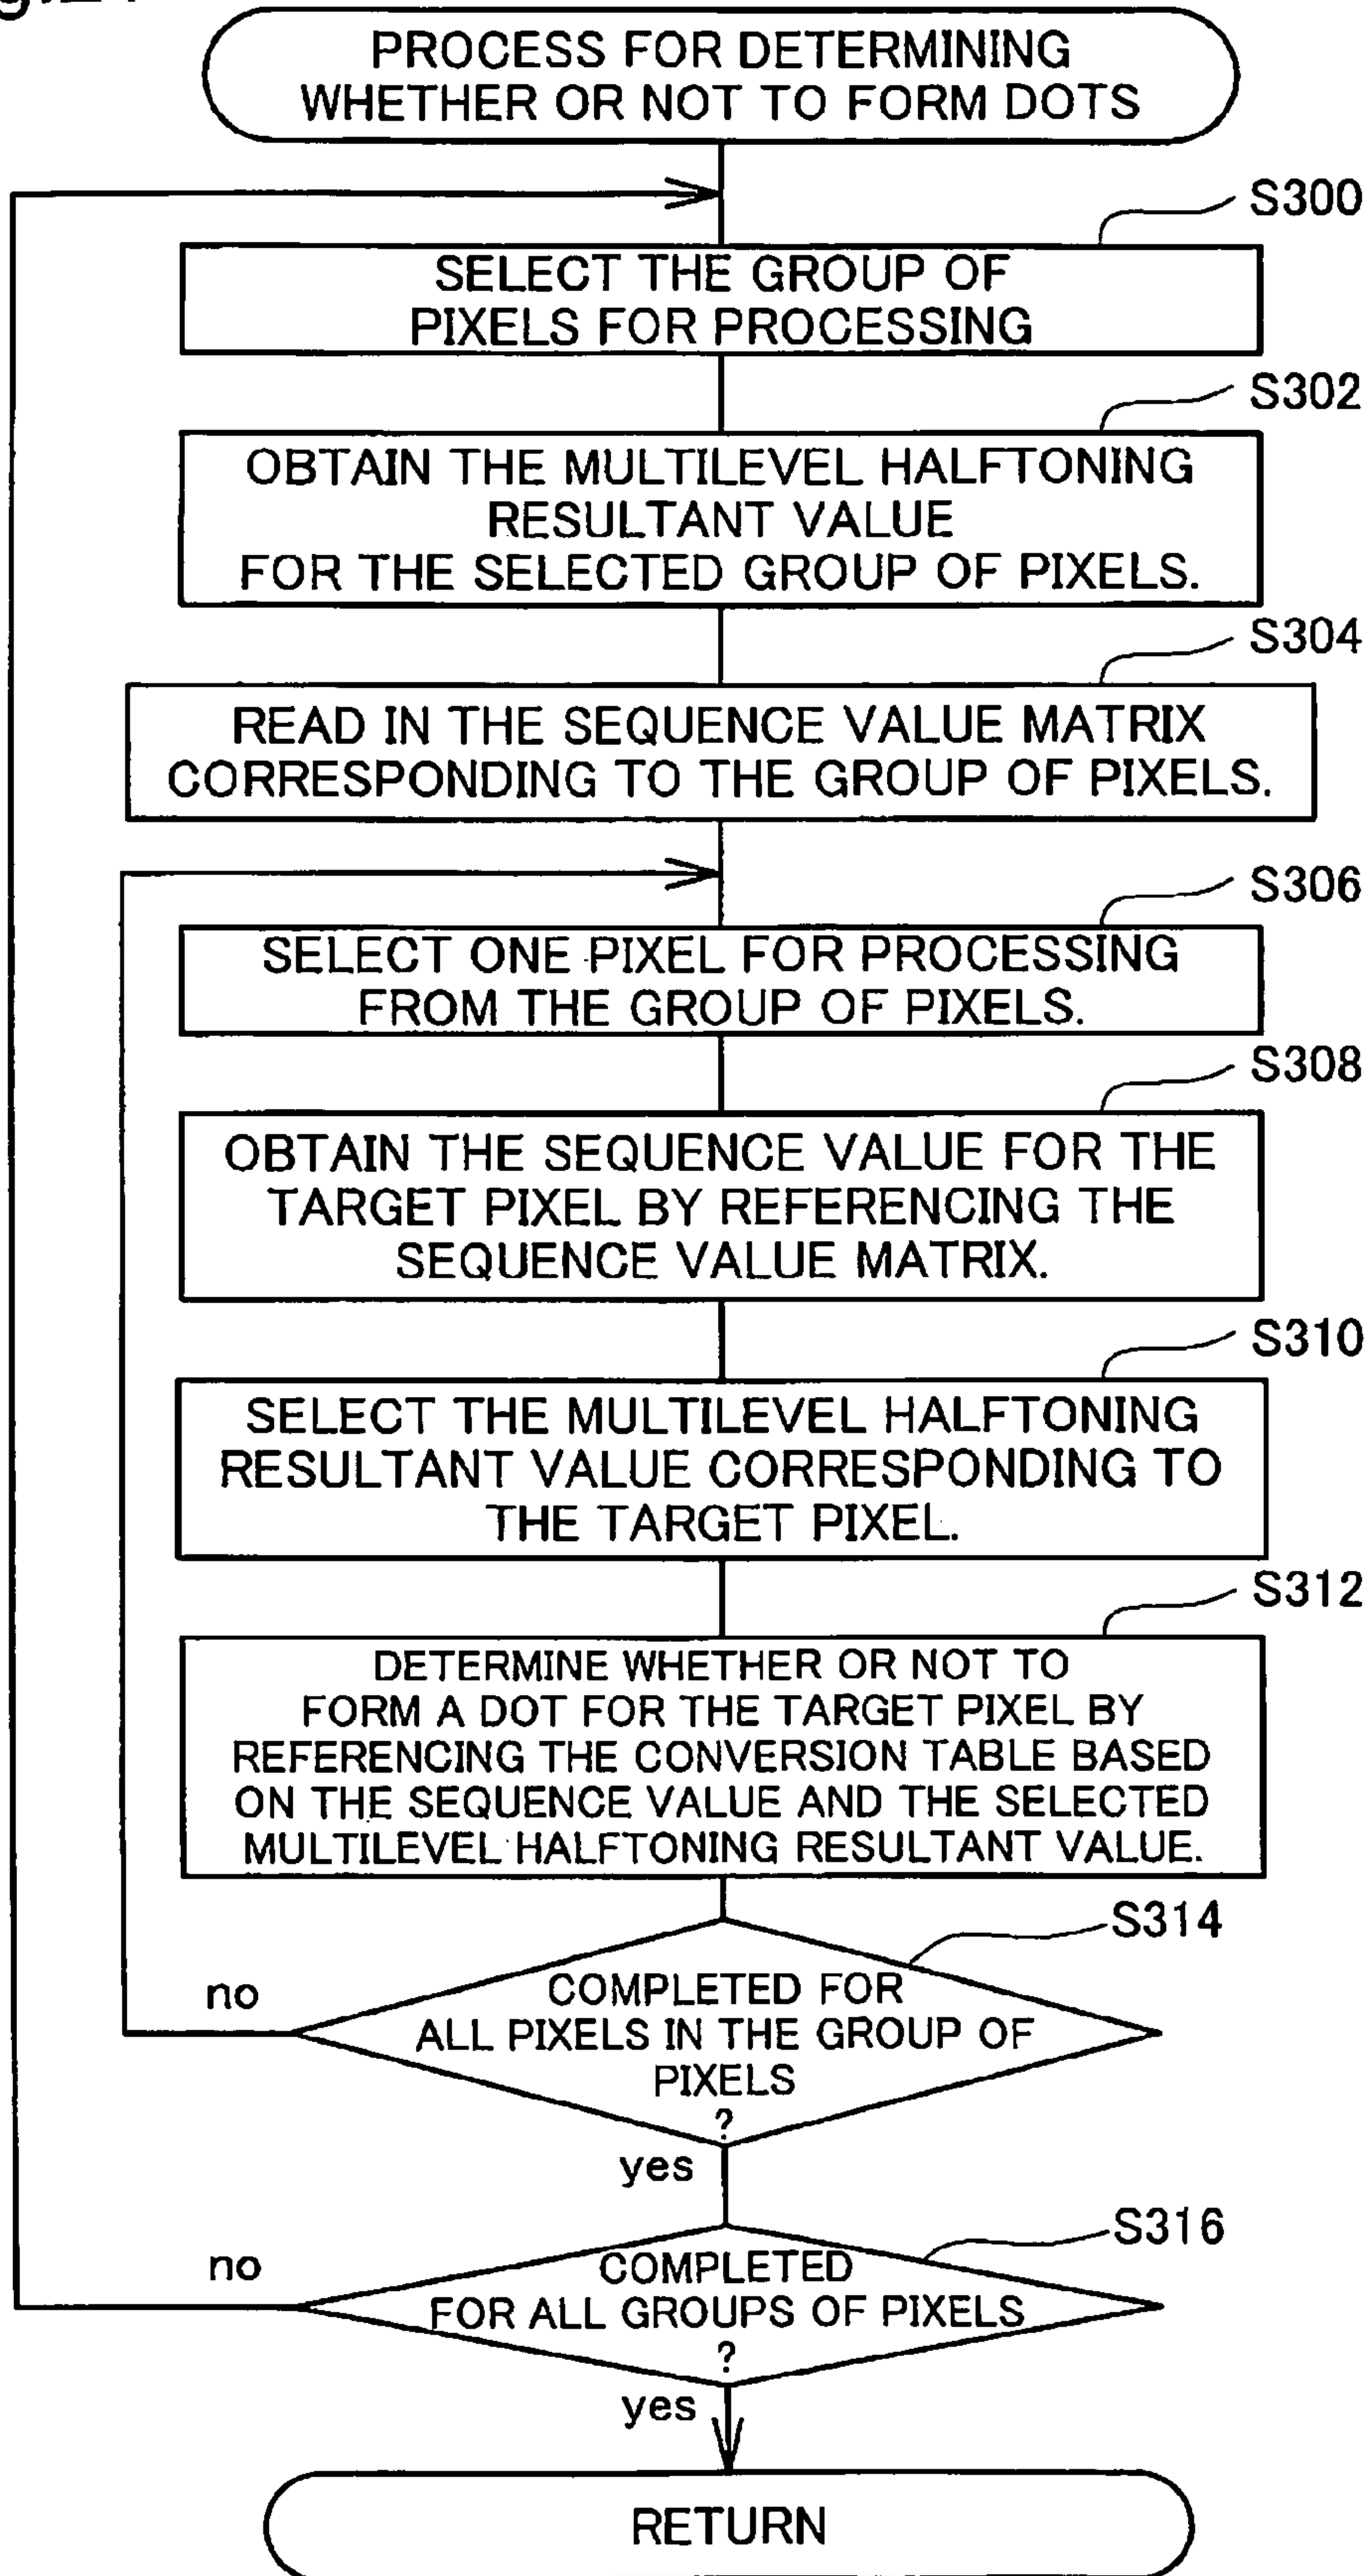 PROCESS FOR DETERMINING
WHETHER OR NOT TO FORM DOTS
S300
SELECT THE GROUP OF
PIXELS FOR PROCESSING
S302
OBTAIN THE MULTILEVEL HALFTONING
RESULTANT VALUE
FOR THE SELECTED GROUP OF PIXELS.
S304
READ IN THE SEQUENCE VALUE MATRIX
CORRESPONDING TO THE GROUP OF PIXELS.
S306
SELECT ONE PIXEL FOR PROCESSING
FROM THE GROUP OF PIXELS.
S308
OBTAIN THE SEQUENCE VALUE FOR THE
TARGET PIXEL BY REFERENCING THE
SEQUENCE VALUE MATRIX.
S310
SELECT THE MULTILEVEL HALFTONING
RESULTANT VALUE CORRESPONDING TO
THE TARGET PIXEL.
S312
DETERMINE WHETHER OR NOT TO
FORM A DOT FOR THE TARGET PIXEL BY
REFERENCING THE CONVERSION TABLE BASED
ON THE SEQUENCE VALUE AND THE SELECTED
MULTILEVEL HALFTONING RESULTANT VALUE.
S314
no
COMPLETED FOR
ALL PIXELS IN THE GROUP OF
PIXELS
?
yes
S316
no
COMPLETED
FOR ALL GROUPS OF PIXELS
?
yes
RETURN